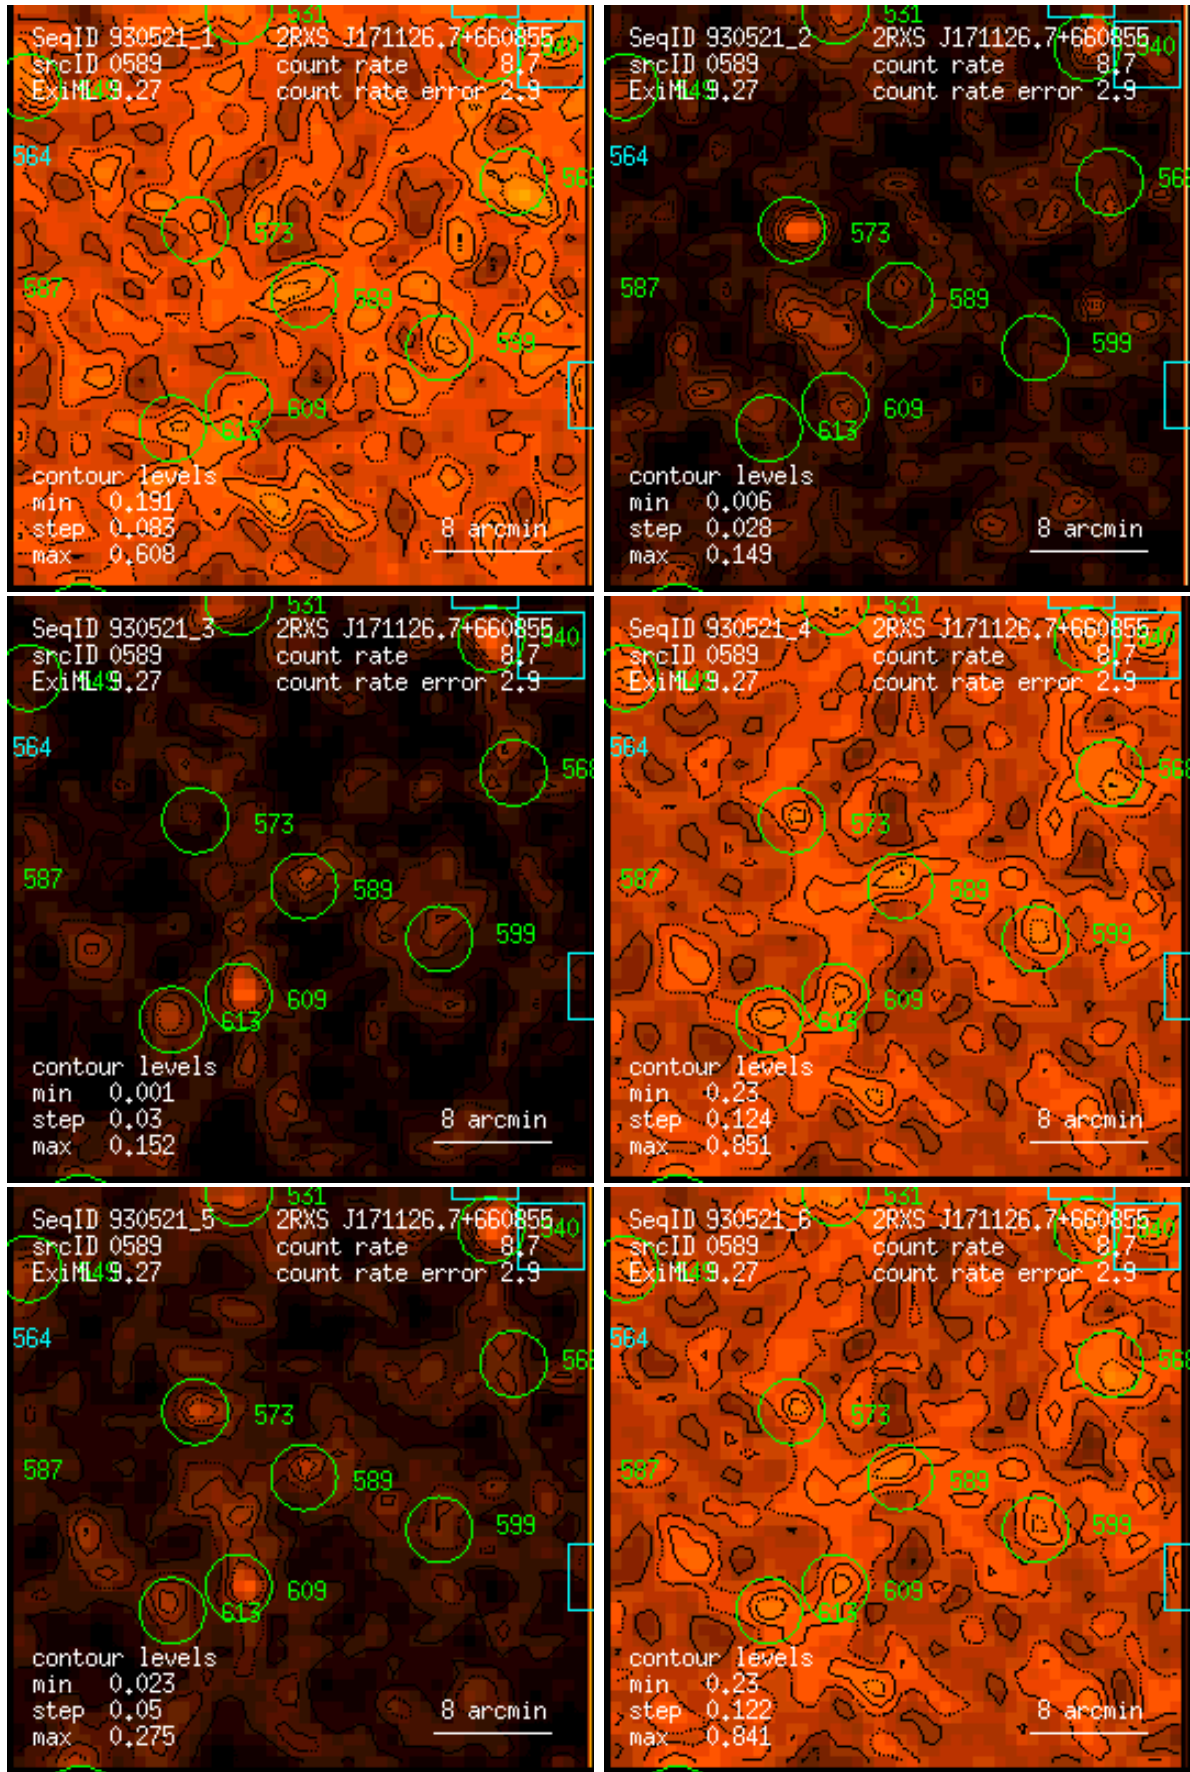 531
SeqID 930521_1 2RXS J171126.7+660855
540
srcID 0589 count rate 8.7
ExiML 9.27 count rate error 2.9
549
564
568
573
587
589
599
609
613
contour levels
min 0.191
step 0.083 8 arcmin
max 0.608
531
SeqID 930521_2 2RXS J171126.7+660855
540
srcID 0589 count rate 8.7
ExiML 9.27 count rate error 2.9
549
564
568
573
587
589
599
609
613
contour levels
min 0.006
step 0.028 8 arcmin
max 0.149
531
SeqID 930521_3 2RXS J171126.7+660855
540
srcID 0589 count rate 8.7
ExiML 9.27 count rate error 2.9
549
564
568
573
587
589
599
609
613
contour levels
min 0.001
step 0.03 8 arcmin
max 0.152
531
SeqID 930521_4 2RXS J171126.7+660855
540
srcID 0589 count rate 8.7
ExiML 9.27 count rate error 2.9
549
564
568
573
587
589
599
609
613
contour levels
min 0.23
step 0.124 8 arcmin
max 0.851
531
SeqID 930521_5 2RXS J171126.7+660855
540
srcID 0589 count rate 8.7
ExiML 9.27 count rate error 2.9
549
564
568
573
587
589
599
609
613
contour levels
min 0.023
step 0.05 8 arcmin
max 0.275
531
SeqID 930521_6 2RXS J171126.7+660855
540
srcID 0589 count rate 8.7
ExiML 9.27 count rate error 2.9
549
564
568
573
587
589
599
609
613
contour levels
min 0.23
step 0.122 8 arcmin
max 0.841